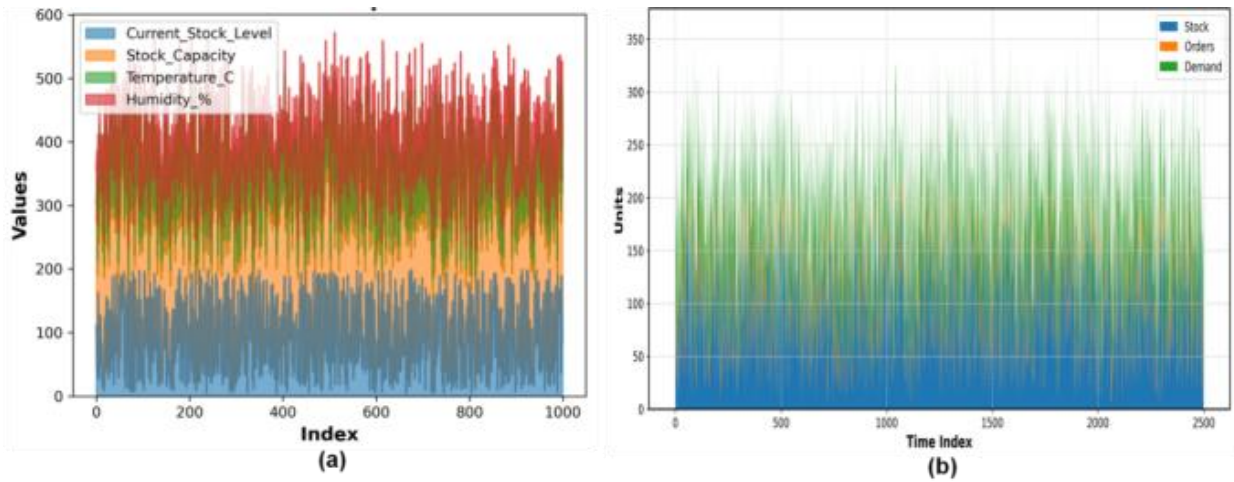 600
500
400
300
200
100
0
Values
Current_Stock_Level
Stock_Capacity
Temperature_C
Humidity_%
0 200 400 600 800 1000
Index
(a)
350
300
250
200
150
100
50
0
Units
Stock
Orders
Demand
0 500 1000 1500 2000 2500
Time Index
(b)